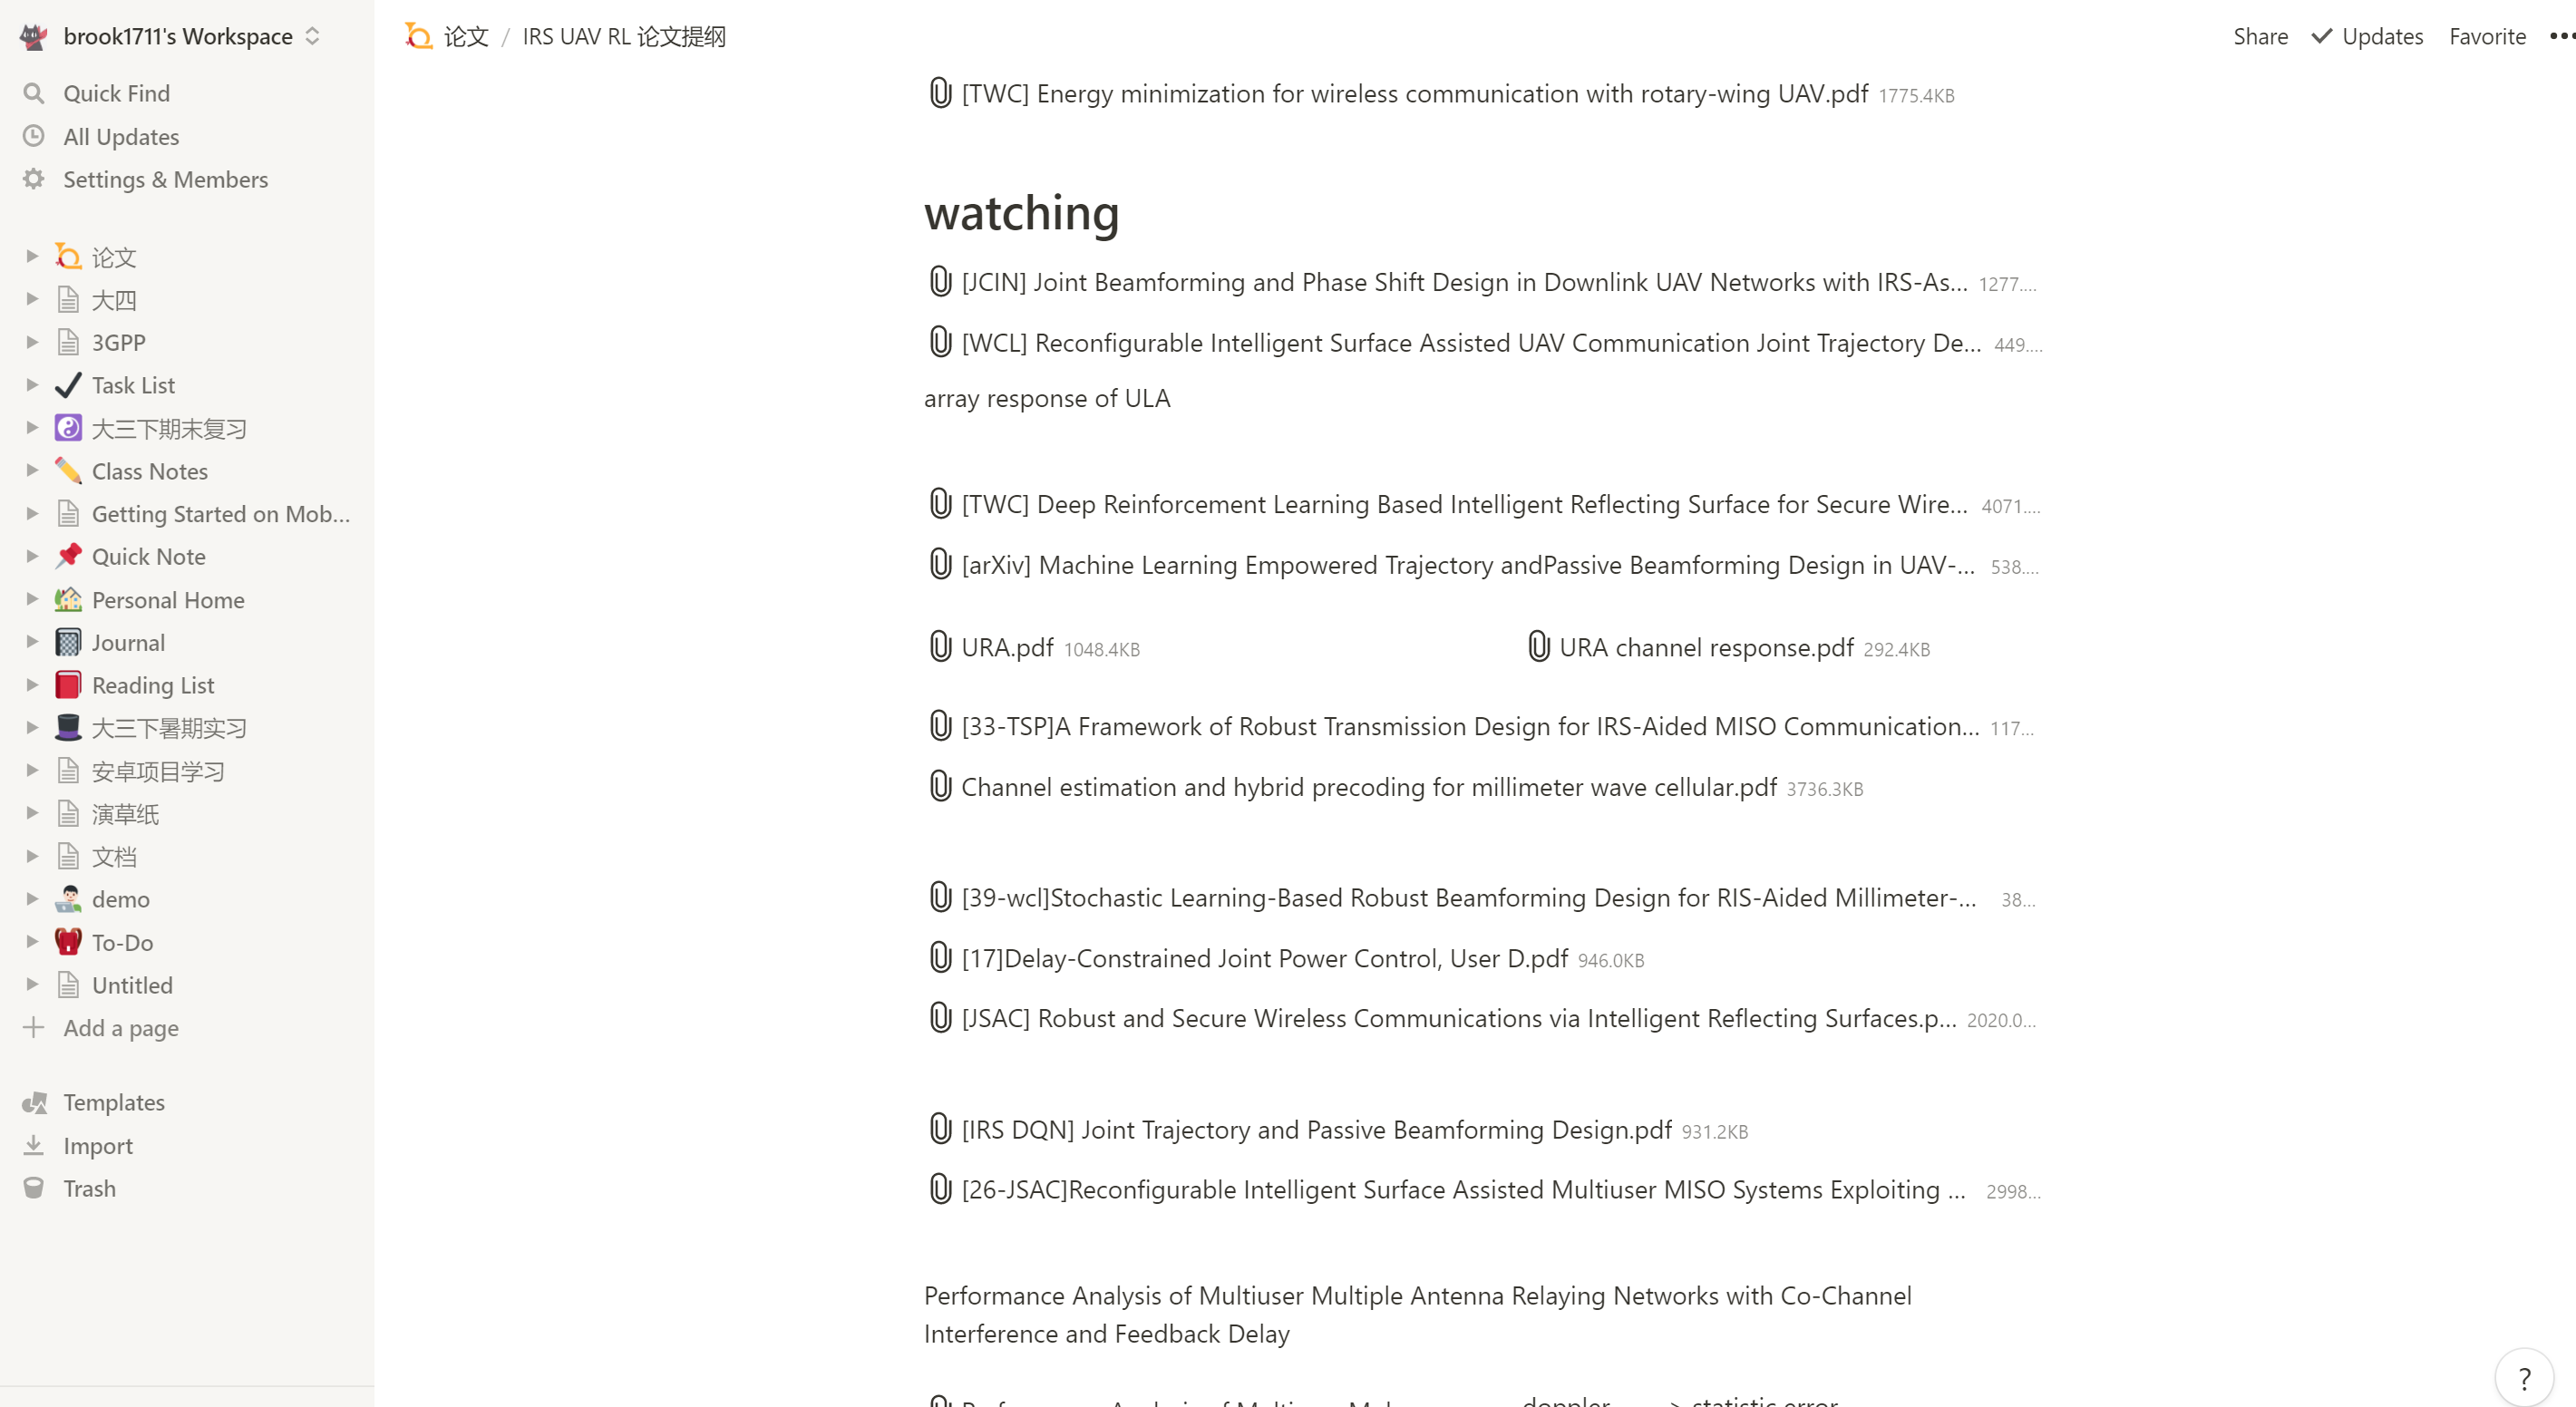 brook1711's Workspace
Quick Find
All Updates
Settings & Members
论文
大四
3GPP
Task List
大三下期末复习
Class Notes
Getting Started on Mob...
Quick Note
Personal Home
Journal
Reading List
大三下暑期实习
安卓项目学习
演草纸
文档
demo
To-Do
Untitled
Add a page
Templates
Import
Trash
论文 / IRS UAV RL 论文提纲
Share Updates Favorite
[TWC] Energy minimization for wireless communication with rotary-wing UAV.pdf 1775.4KB
watching
[JCIN] Joint Beamforming and Phase Shift Design in Downlink UAV Networks with IRS-As... 1277....
[WCL] Reconfigurable Intelligent Surface Assisted UAV Communication Joint Trajectory De... 449....
array response of ULA
[TWC] Deep Reinforcement Learning Based Intelligent Reflecting Surface for Secure Wire... 4071....
[arXiv] Machine Learning Empowered Trajectory andPassive Beamforming Design in UAV-... 538....
URA.pdf 1048.4KB URA channel response.pdf 292.4KB
[33-TSP]A Framework of Robust Transmission Design for IRS-Aided MISO Communication... 117...
Channel estimation and hybrid precoding for millimeter wave cellular.pdf 3736.3KB
[39-wcl]Stochastic Learning-Based Robust Beamforming Design for RIS-Aided Millimeter-... 38...
[17]Delay-Constrained Joint Power Control, User D.pdf 946.0KB
[JSAC] Robust and Secure Wireless Communications via Intelligent Reflecting Surfaces.p... 2020.0...
[IRS DQN] Joint Trajectory and Passive Beamforming Design.pdf 931.2KB
[26-JSAC]Reconfigurable Intelligent Surface Assisted Multiuser MISO Systems Exploiting ... 2998...
Performance Analysis of Multiuser Multiple Antenna Relaying Networks with Co-Channel
Interference and Feedback Delay
doppler statistic error
?